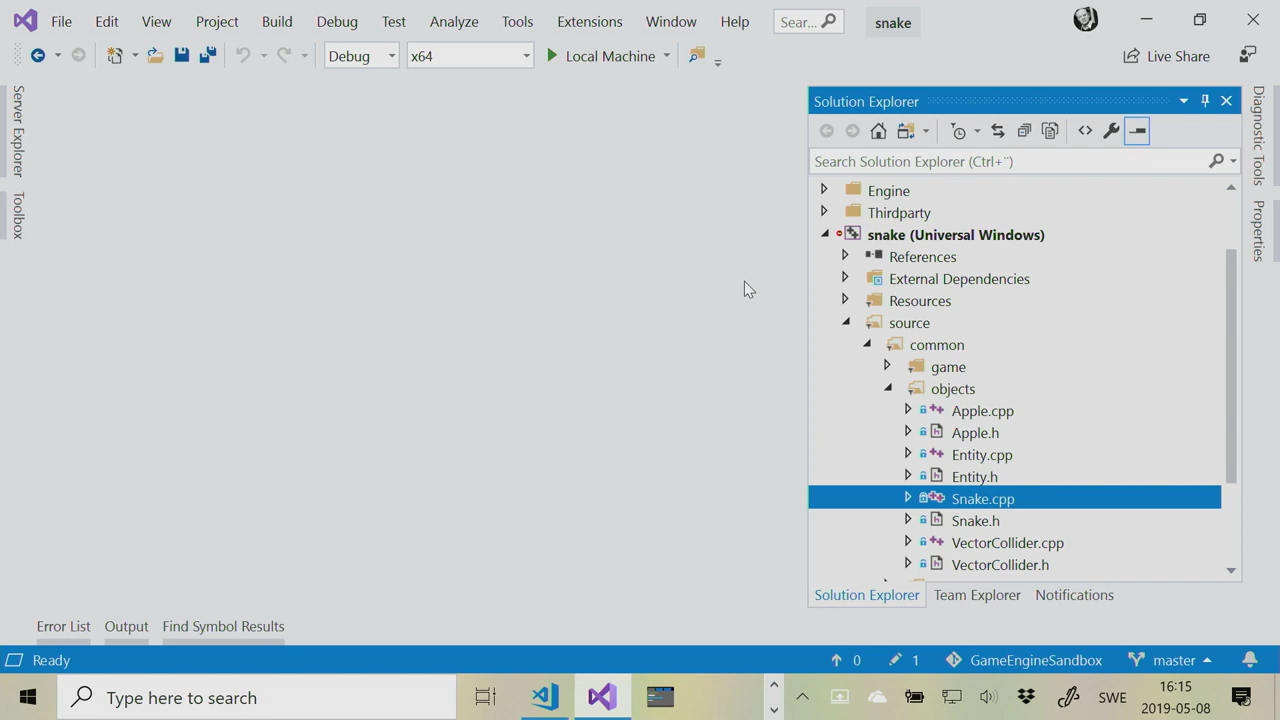 File Edit View Project Build Debug Test Analyze Tools Extensions Window Help Sear... snake
Debug x64 Local Machine Live Share
Server Explorer
Toolbox
Solution Explorer
Search Solution Explorer (Ctrl+¨)
Engine
Thirdparty
snake (Universal Windows)
References
External Dependencies
Resources
source
common
game
objects
Apple.cpp
Apple.h
Entity.cpp
Entity.h
Snake.cpp
Snake.h
VectorCollider.cpp
VectorCollider.h
Solution Explorer Team Explorer Notifications
Diagnostic Tools
Properties
Error List Output Find Symbol Results
Ready 0 1 GameEngineSandbox master
Type here to search SWE 16:15
2019-05-08